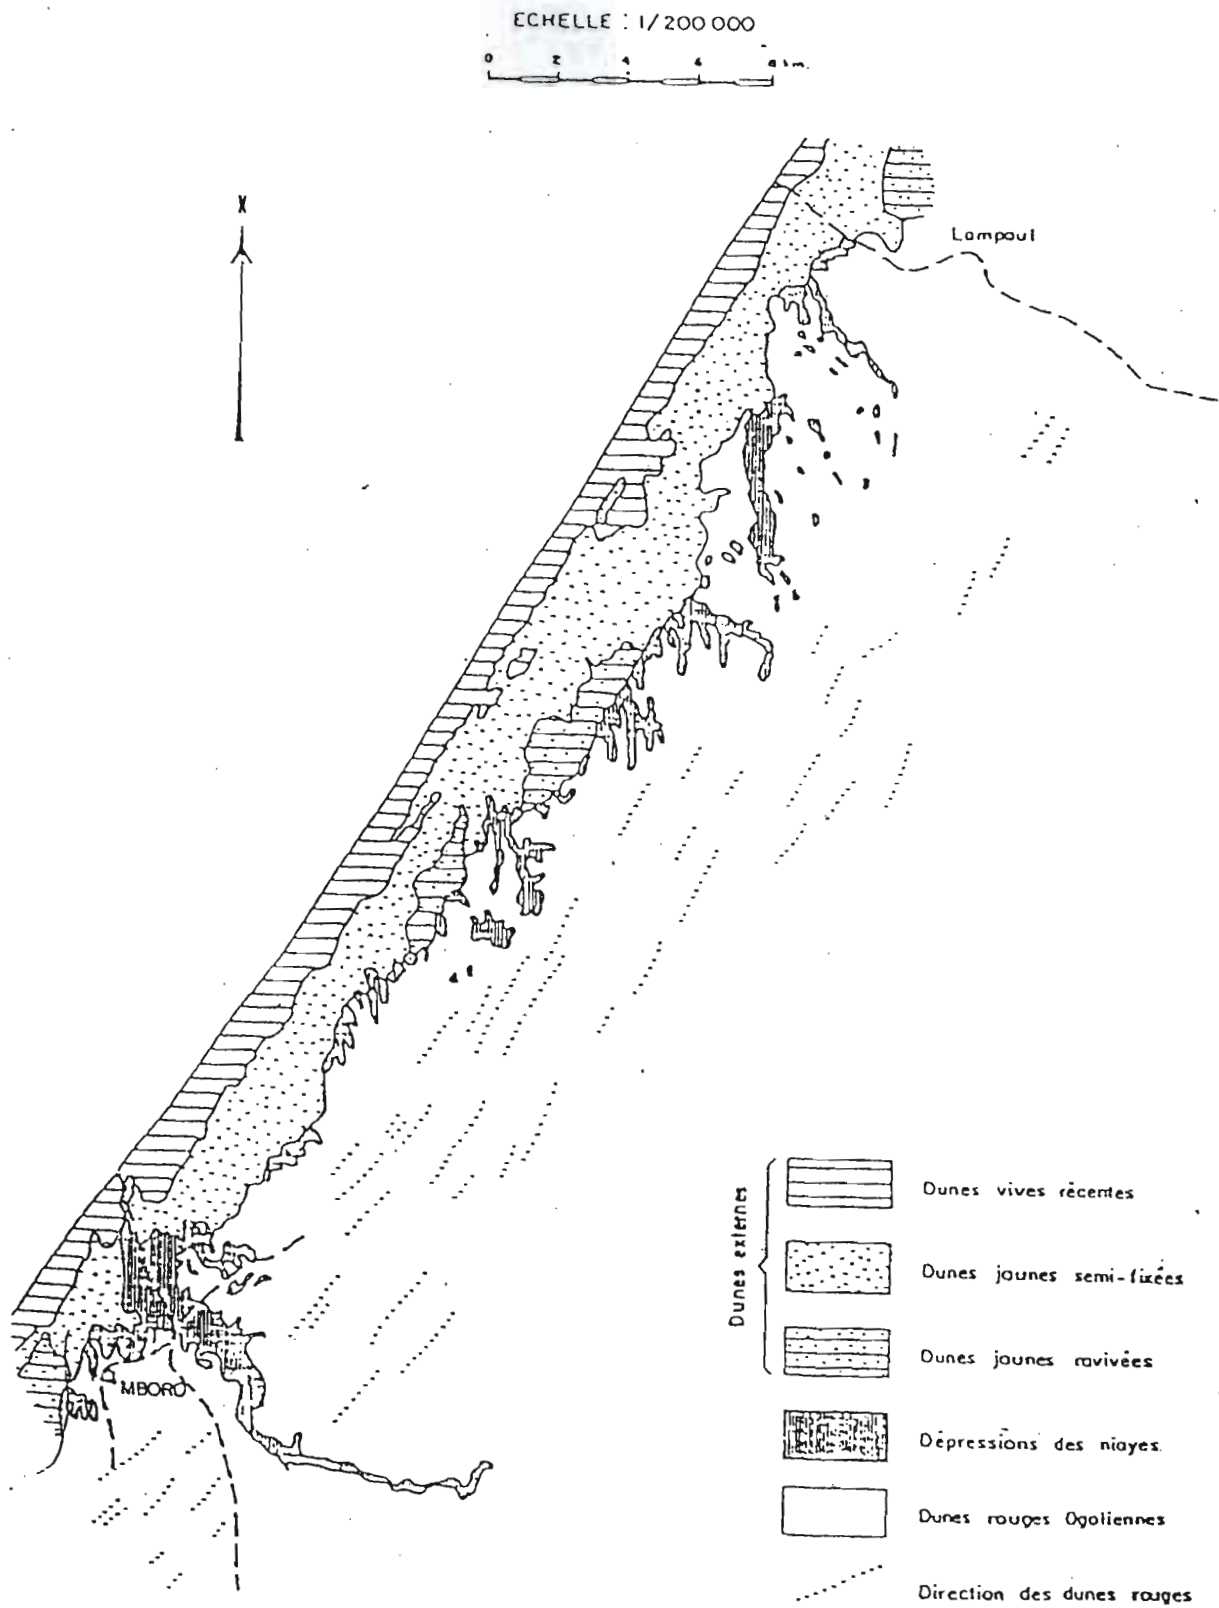 ECHELLE : 1/200 000
0 2 4 6 8 km.
Lompoul
MBORO
Dunes externes
Dunes vives récentes
Dunes jaunes semi-fixées
Dunes jaunes ravivées
Dépressions des niayes
Dunes rouges Ogoliennes
Direction des dunes rouges